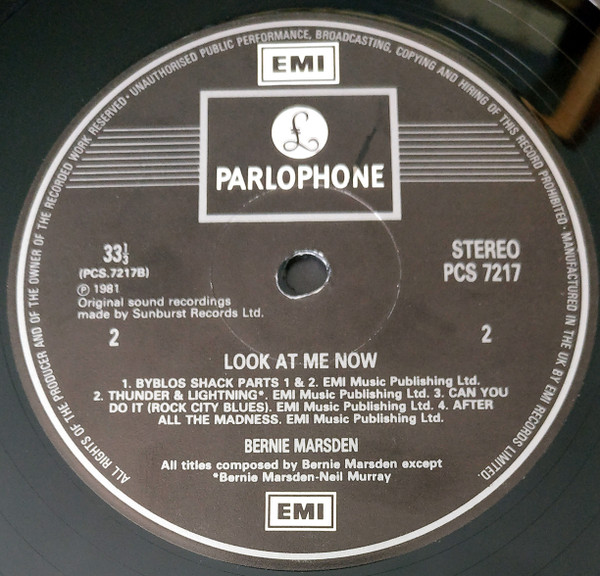 ALL RIGHTS OF THE PRODUCER AND OF THE OWNER OF THE RECORDED WORK RESERVED · UNAUTHORISED PUBLIC PERFORMANCE, BROADCASTING, COPYING AND HIRING OF THIS RECORD PROHIBITED · MANUFACTURED IN THE UK BY EMI RECORDS LIMITED.
EMI
£
PARLOPHONE
33⅓
(PCS.7217B)
℗ 1981
Original sound recordings
made by Sunburst Records Ltd.
2
STEREO
PCS 7217
2
LOOK AT ME NOW
1. BYBLOS SHACK PARTS 1 & 2. EMI Music Publishing Ltd.
2. THUNDER & LIGHTNING*. EMI Music Publishing Ltd. 3. CAN YOU
DO IT (ROCK CITY BLUES). EMI Music Publishing Ltd. 4. AFTER
ALL THE MADNESS. EMI Music Publishing Ltd.
BERNIE MARSDEN
All titles composed by Bernie Marsden except
*Bernie Marsden-Neil Murray
EMI